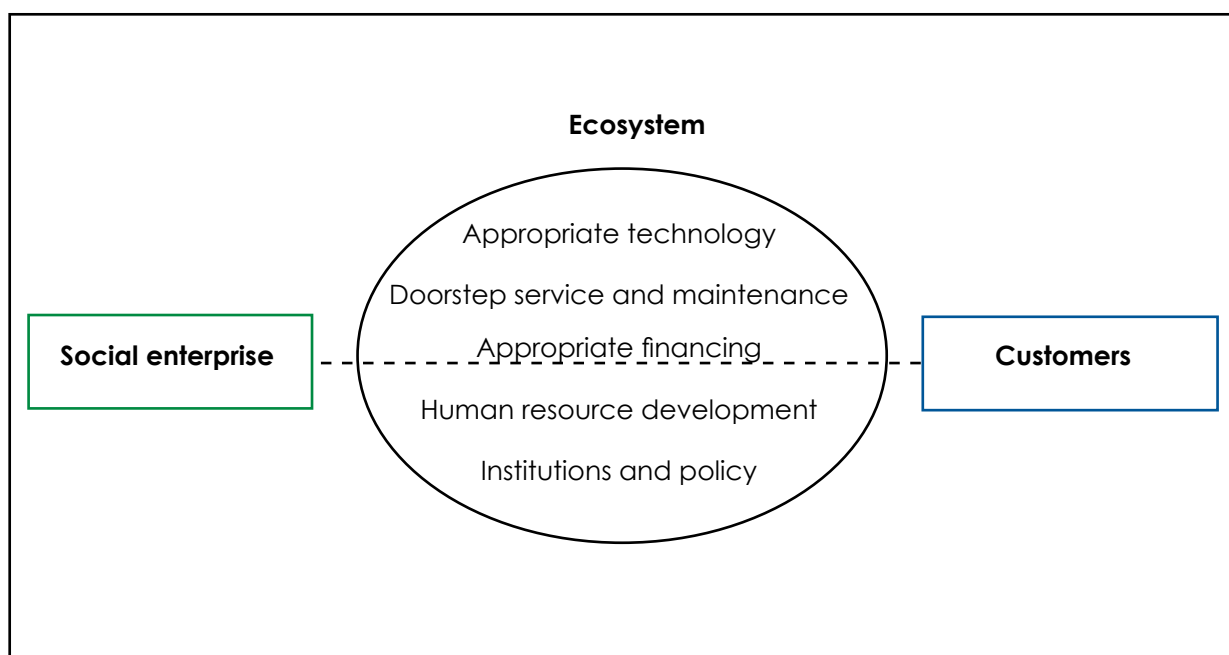 Ecosystem
Appropriate technology
Doorstep service and maintenance
Appropriate financing
Social enterprise
Customers
Human resource development
Institutions and policy